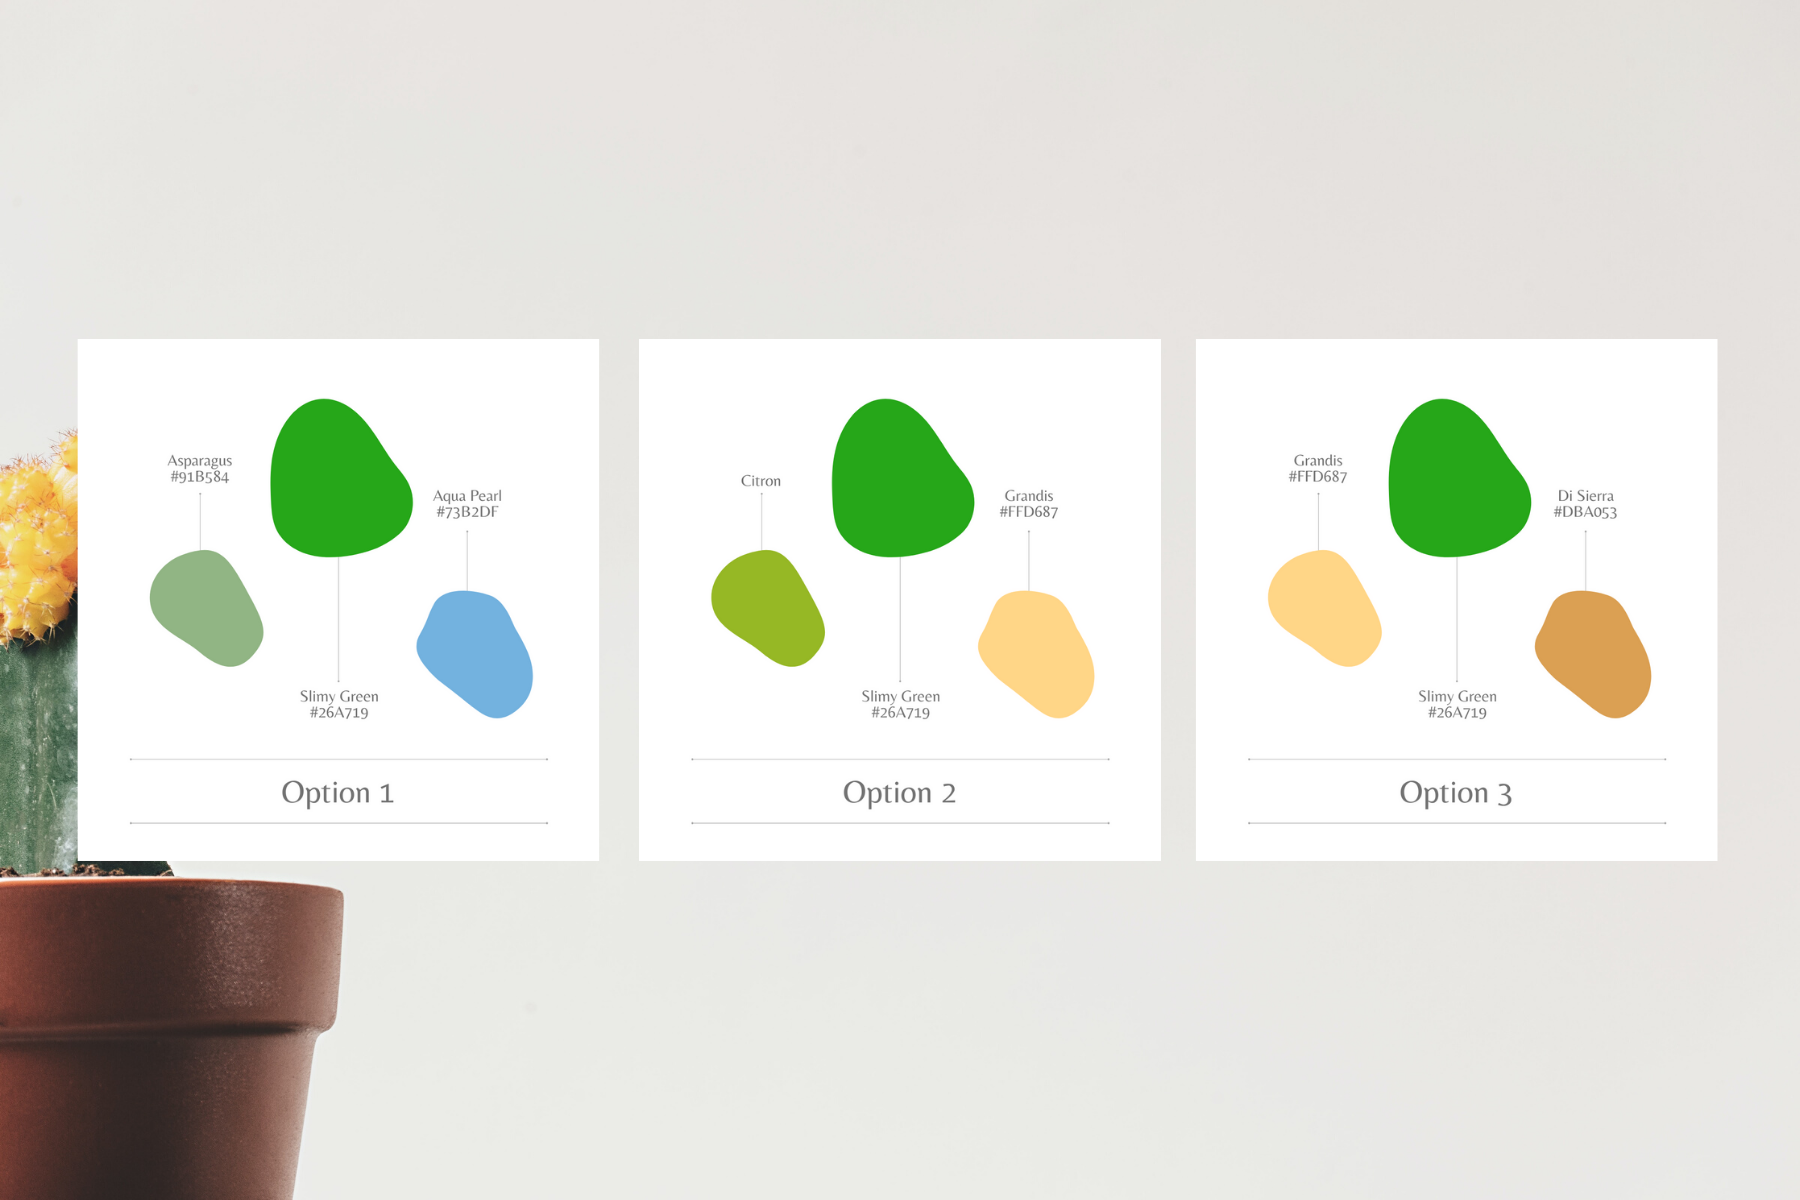 Asparagus
#91B584
Aqua Pearl
#73B2DF
Slimy Green
#26A719
Option 1
Citron
Grandis
#FFD687
Slimy Green
#26A719
Option 2
Grandis
#FFD687
Di Sierra
#DBA053
Slimy Green
#26A719
Option 3